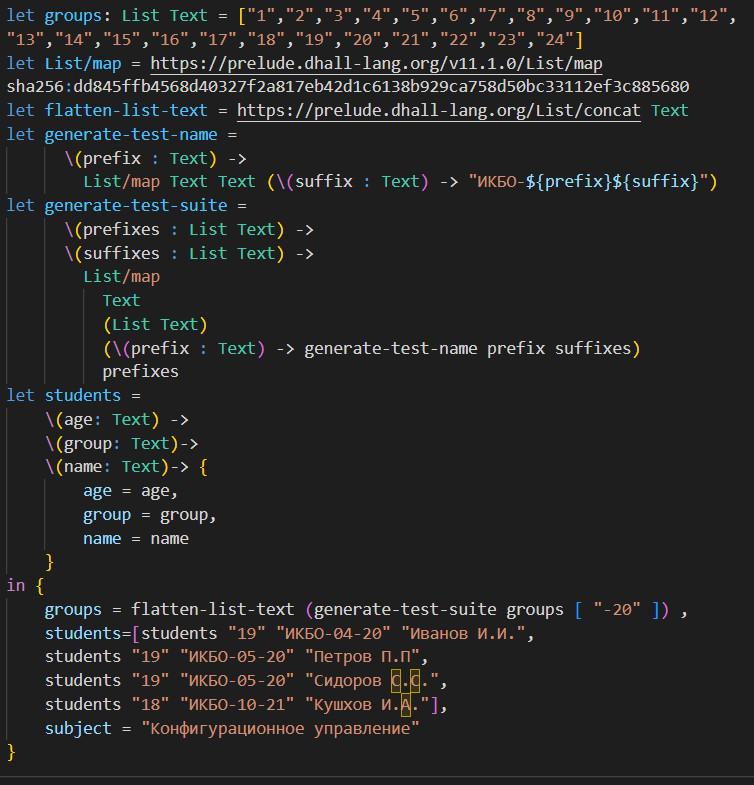 let groups: List Text = ["1","2","3","4","5","6","7","8","9","10","11","12",
"13","14","15","16","17","18","19","20","21","22","23","24"]
let List/map = https://prelude.dhall-lang.org/v11.1.0/List/map
sha256:dd845ffb4568d40327f2a817eb42d1c6138b929ca758d50bc33112ef3c885680
let flatten-list-text = https://prelude.dhall-lang.org/List/concat Text
let generate-test-name =
\(prefix : Text) ->
List/map Text Text (\(suffix : Text) -> "ИКБО-${prefix}${suffix}")
let generate-test-suite =
\(prefixes : List Text) ->
\(suffixes : List Text) ->
List/map
Text
(List Text)
(\(prefix : Text) -> generate-test-name prefix suffixes)
prefixes
let students =
\(age: Text) ->
\(group: Text)->
\(name: Text)-> {
age = age,
group = group,
name = name
}
in {
groups = flatten-list-text (generate-test-suite groups [ "-20" ]) ,
students=[students "19" "ИКБО-04-20" "Иванов И.И.",
students "19" "ИКБО-05-20" "Петров П.П",
students "19" "ИКБО-05-20" "Сидоров С.С.",
students "18" "ИКБО-10-21" "Кушхов И.А."],
subject = "Конфигурационное управление"
}